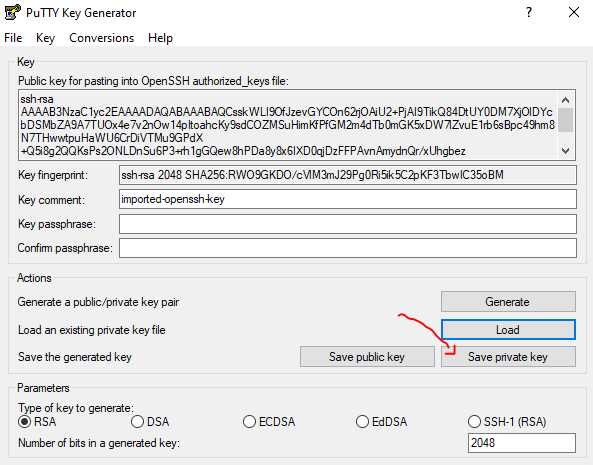 PuTTY Key Generator
File Key Conversions Help
Key
Public key for pasting into OpenSSH authorized_keys file:
ssh-rsa
AAAAB3NzaC1yc2EAAAADAQABAAABAQCsskWLI9OfJzevGYCOn62rjOAiU2+PjAI9TikQ84DtUY0DM7XjOIDYc
bDSMbZA9A7TUOx4e7v2nOw14pltoahcKy9sdCOZMSuHimKfPfGM2m4dTb0mGK5xDW7lZvuE1rb6sBpc49hm8
N7THwwtpuHaWU6CrDiVTMu9GPdX
+Q5i8g2QQKsPs2ONLDnSu6P3+rh1gGQew8hPDa8y8x6IXD0qjDzFFPAvnAmydnQr/xUhgbez
Key fingerprint: ssh-rsa 2048 SHA256:RWO9GKDO/cVlM3mJ29Pg0Ri5ik5C2pKF3TbwIC35oBM
Key comment: imported-openssh-key
Key passphrase:
Confirm passphrase:
Actions
Generate a public/private key pair Generate
Load an existing private key file Load
Save the generated key Save public key Save private key
Parameters
Type of key to generate:
RSA DSA ECDSA EdDSA SSH-1 (RSA)
Number of bits in a generated key: 2048